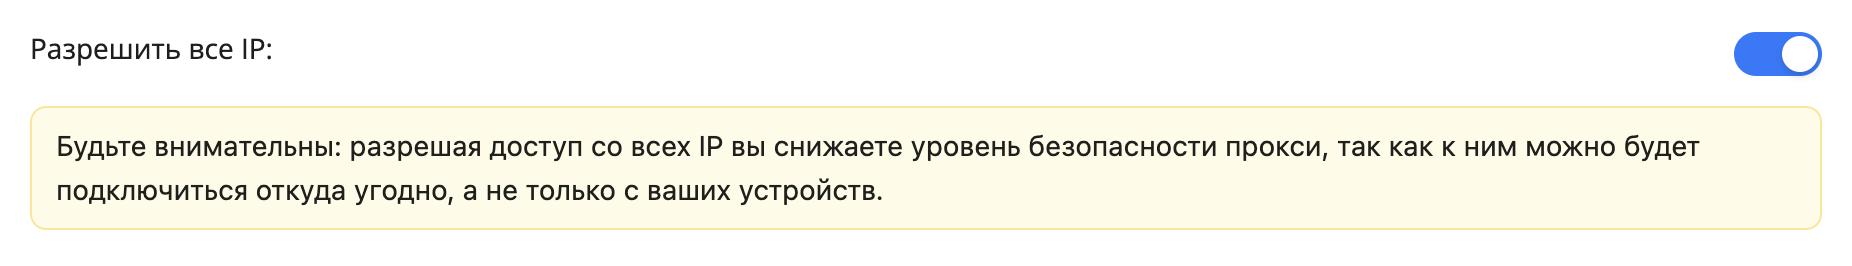 Разрешить все IP:
Будьте внимательны: разрешая доступ со всех IP вы снижаете уровень безопасности прокси, так как к ним можно будет
подключиться откуда угодно, а не только с ваших устройств.